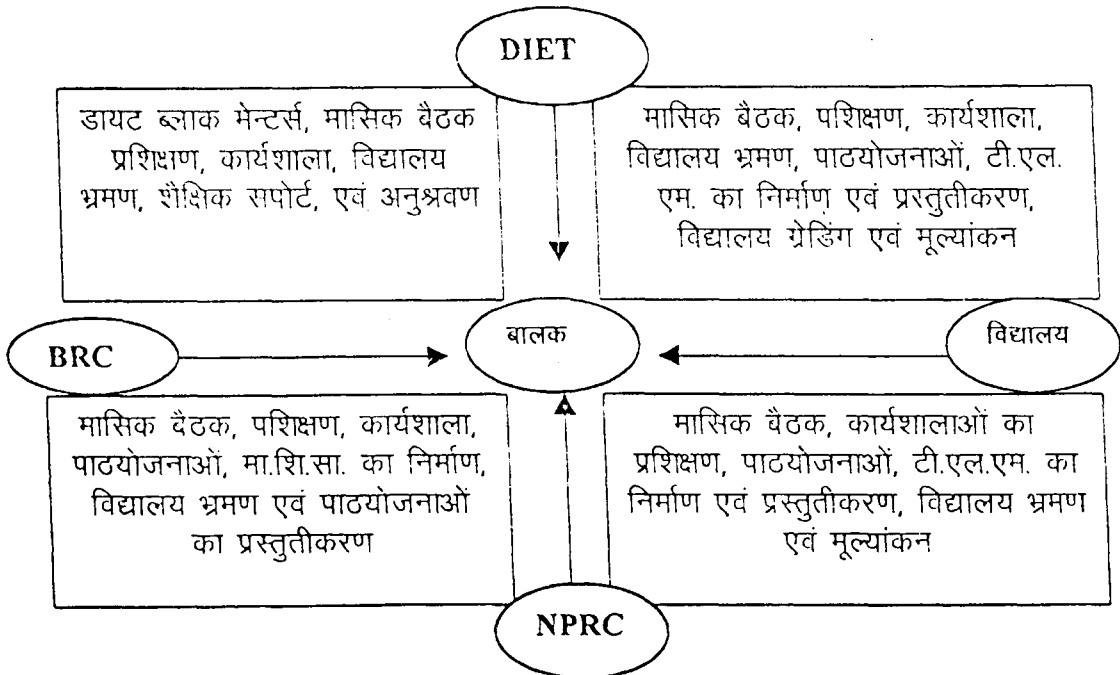 DIET
डायट ब्लाक मेन्टर्स, मासिक बैठक
प्रशिक्षण, कार्यशाला, विद्यालय
भ्रमण, शैक्षिक सपोर्ट, एवं अनुश्रवण
मासिक बैठक, पशिक्षण, कार्यशाला,
विद्यालय भ्रमण, पाठयोजनाओं, टी.एल.
एम. का निर्माण एवं प्रस्तुतीकरण,
विद्यालय ग्रेडिंग एवं मूल्यांकन
BRC
बालक
विद्यालय
मासिक बैठक, पशिक्षण, कार्यशाला,
पाठयोजनाओं, मा.शि.सा. का निर्माण,
विद्यालय भ्रमण एवं पाठयोजनाओं
का प्रस्तुतीकरण
मासिक बैठक, कार्यशालाओं का
प्रशिक्षण, पाठयोजनाओं, टी.एल.एम. का
निर्माण एवं प्रस्तुतीकरण, विद्यालय भ्रमण
एवं मूल्यांकन
NPRC